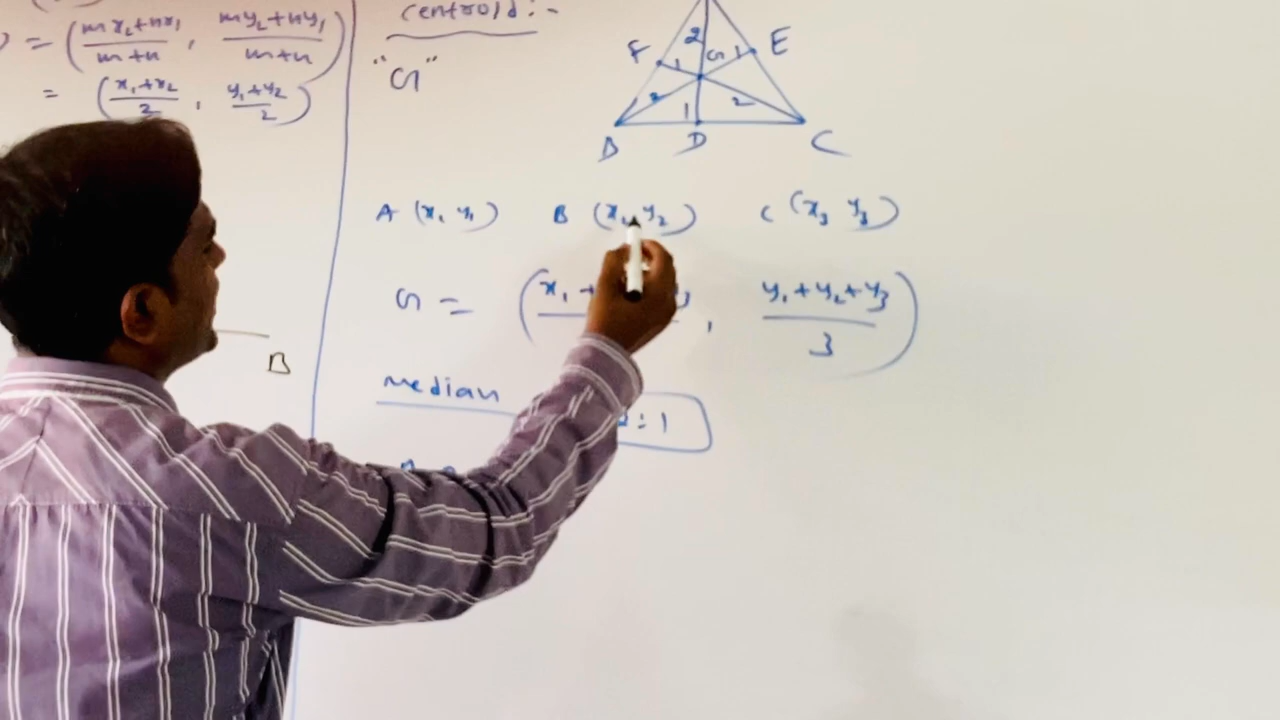 = (mx₂+nx₁/m+n, my₂+ny₁/m+n)
= (x₁+x₂/2, y₁+y₂/2)
B
centroid:-
"G"
F 2 1 G 1 E
2 1 2
B D C
A (x₁ y₁) B (x₂ y₂) C (x₃ y₃)
G = (x₁ + , y₁+y₂+y₃/3)
median
2:1